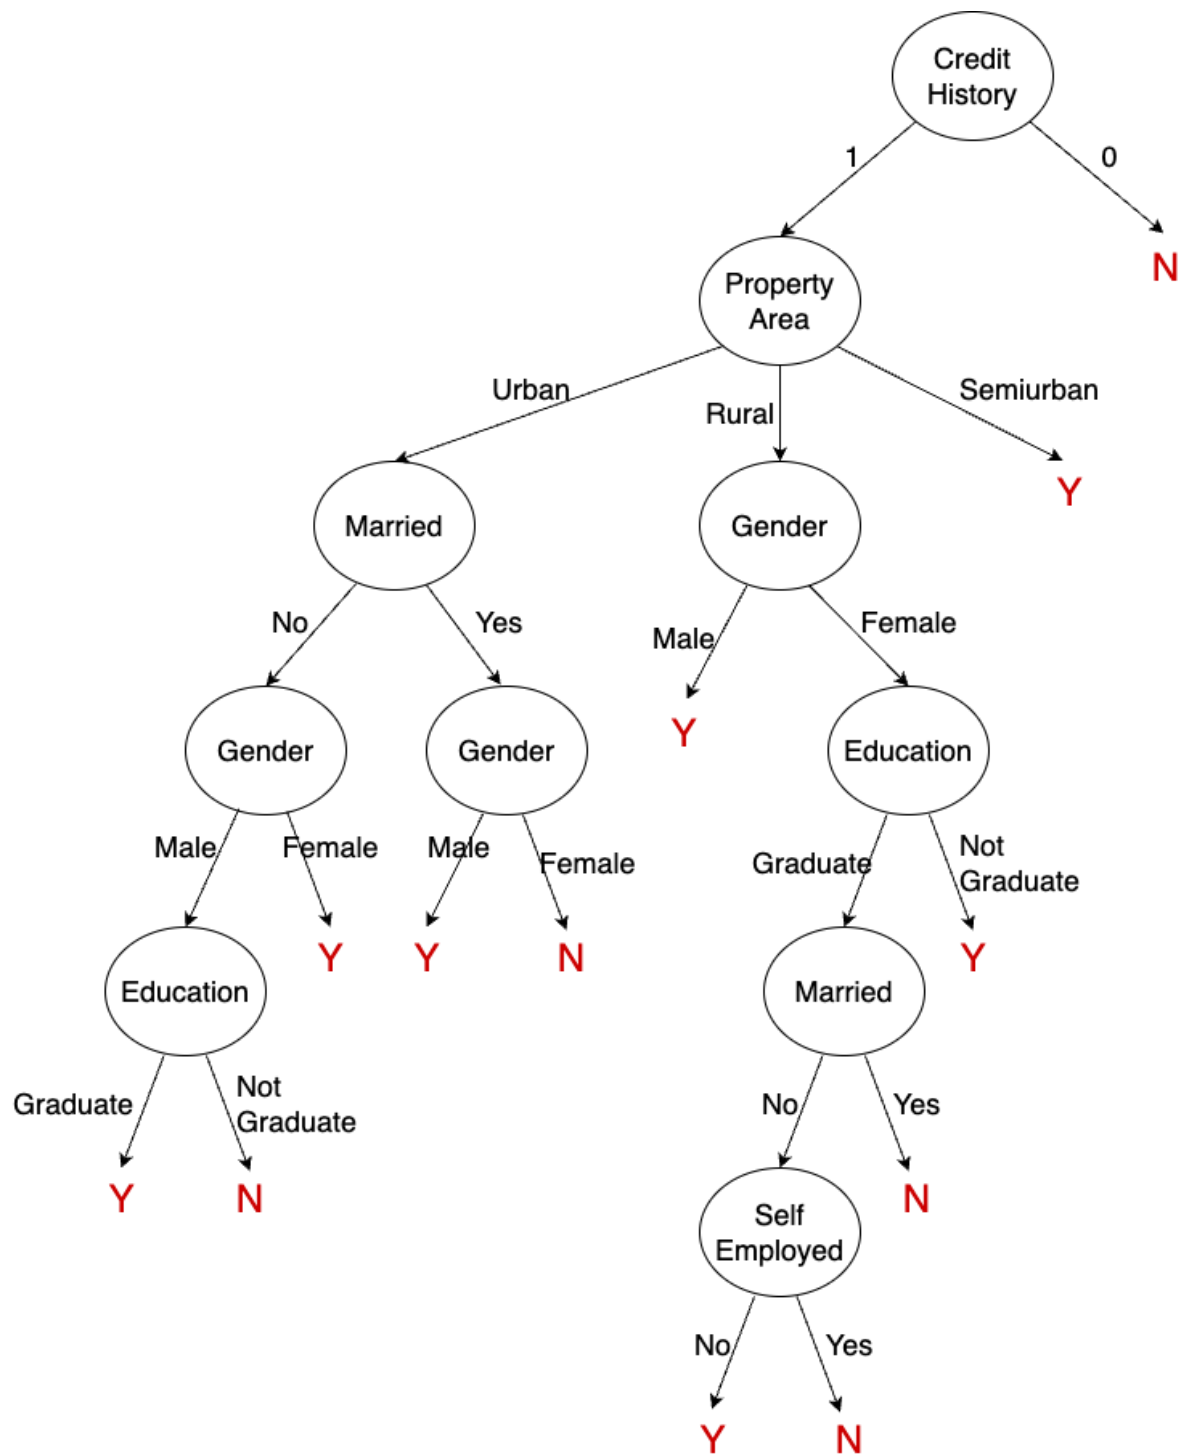 Credit
History
1
0
N
Property
Area
Urban
Rural
Semiurban
Y
Married
Gender
No
Yes
Male
Female
Y
Gender
Gender
Education
Male
Female
Male
Female
Graduate
Not
Graduate
Y
Y
N
Y
Education
Married
Graduate
Not
Graduate
No
Yes
Y
N
N
Self
Employed
No
Yes
Y
N